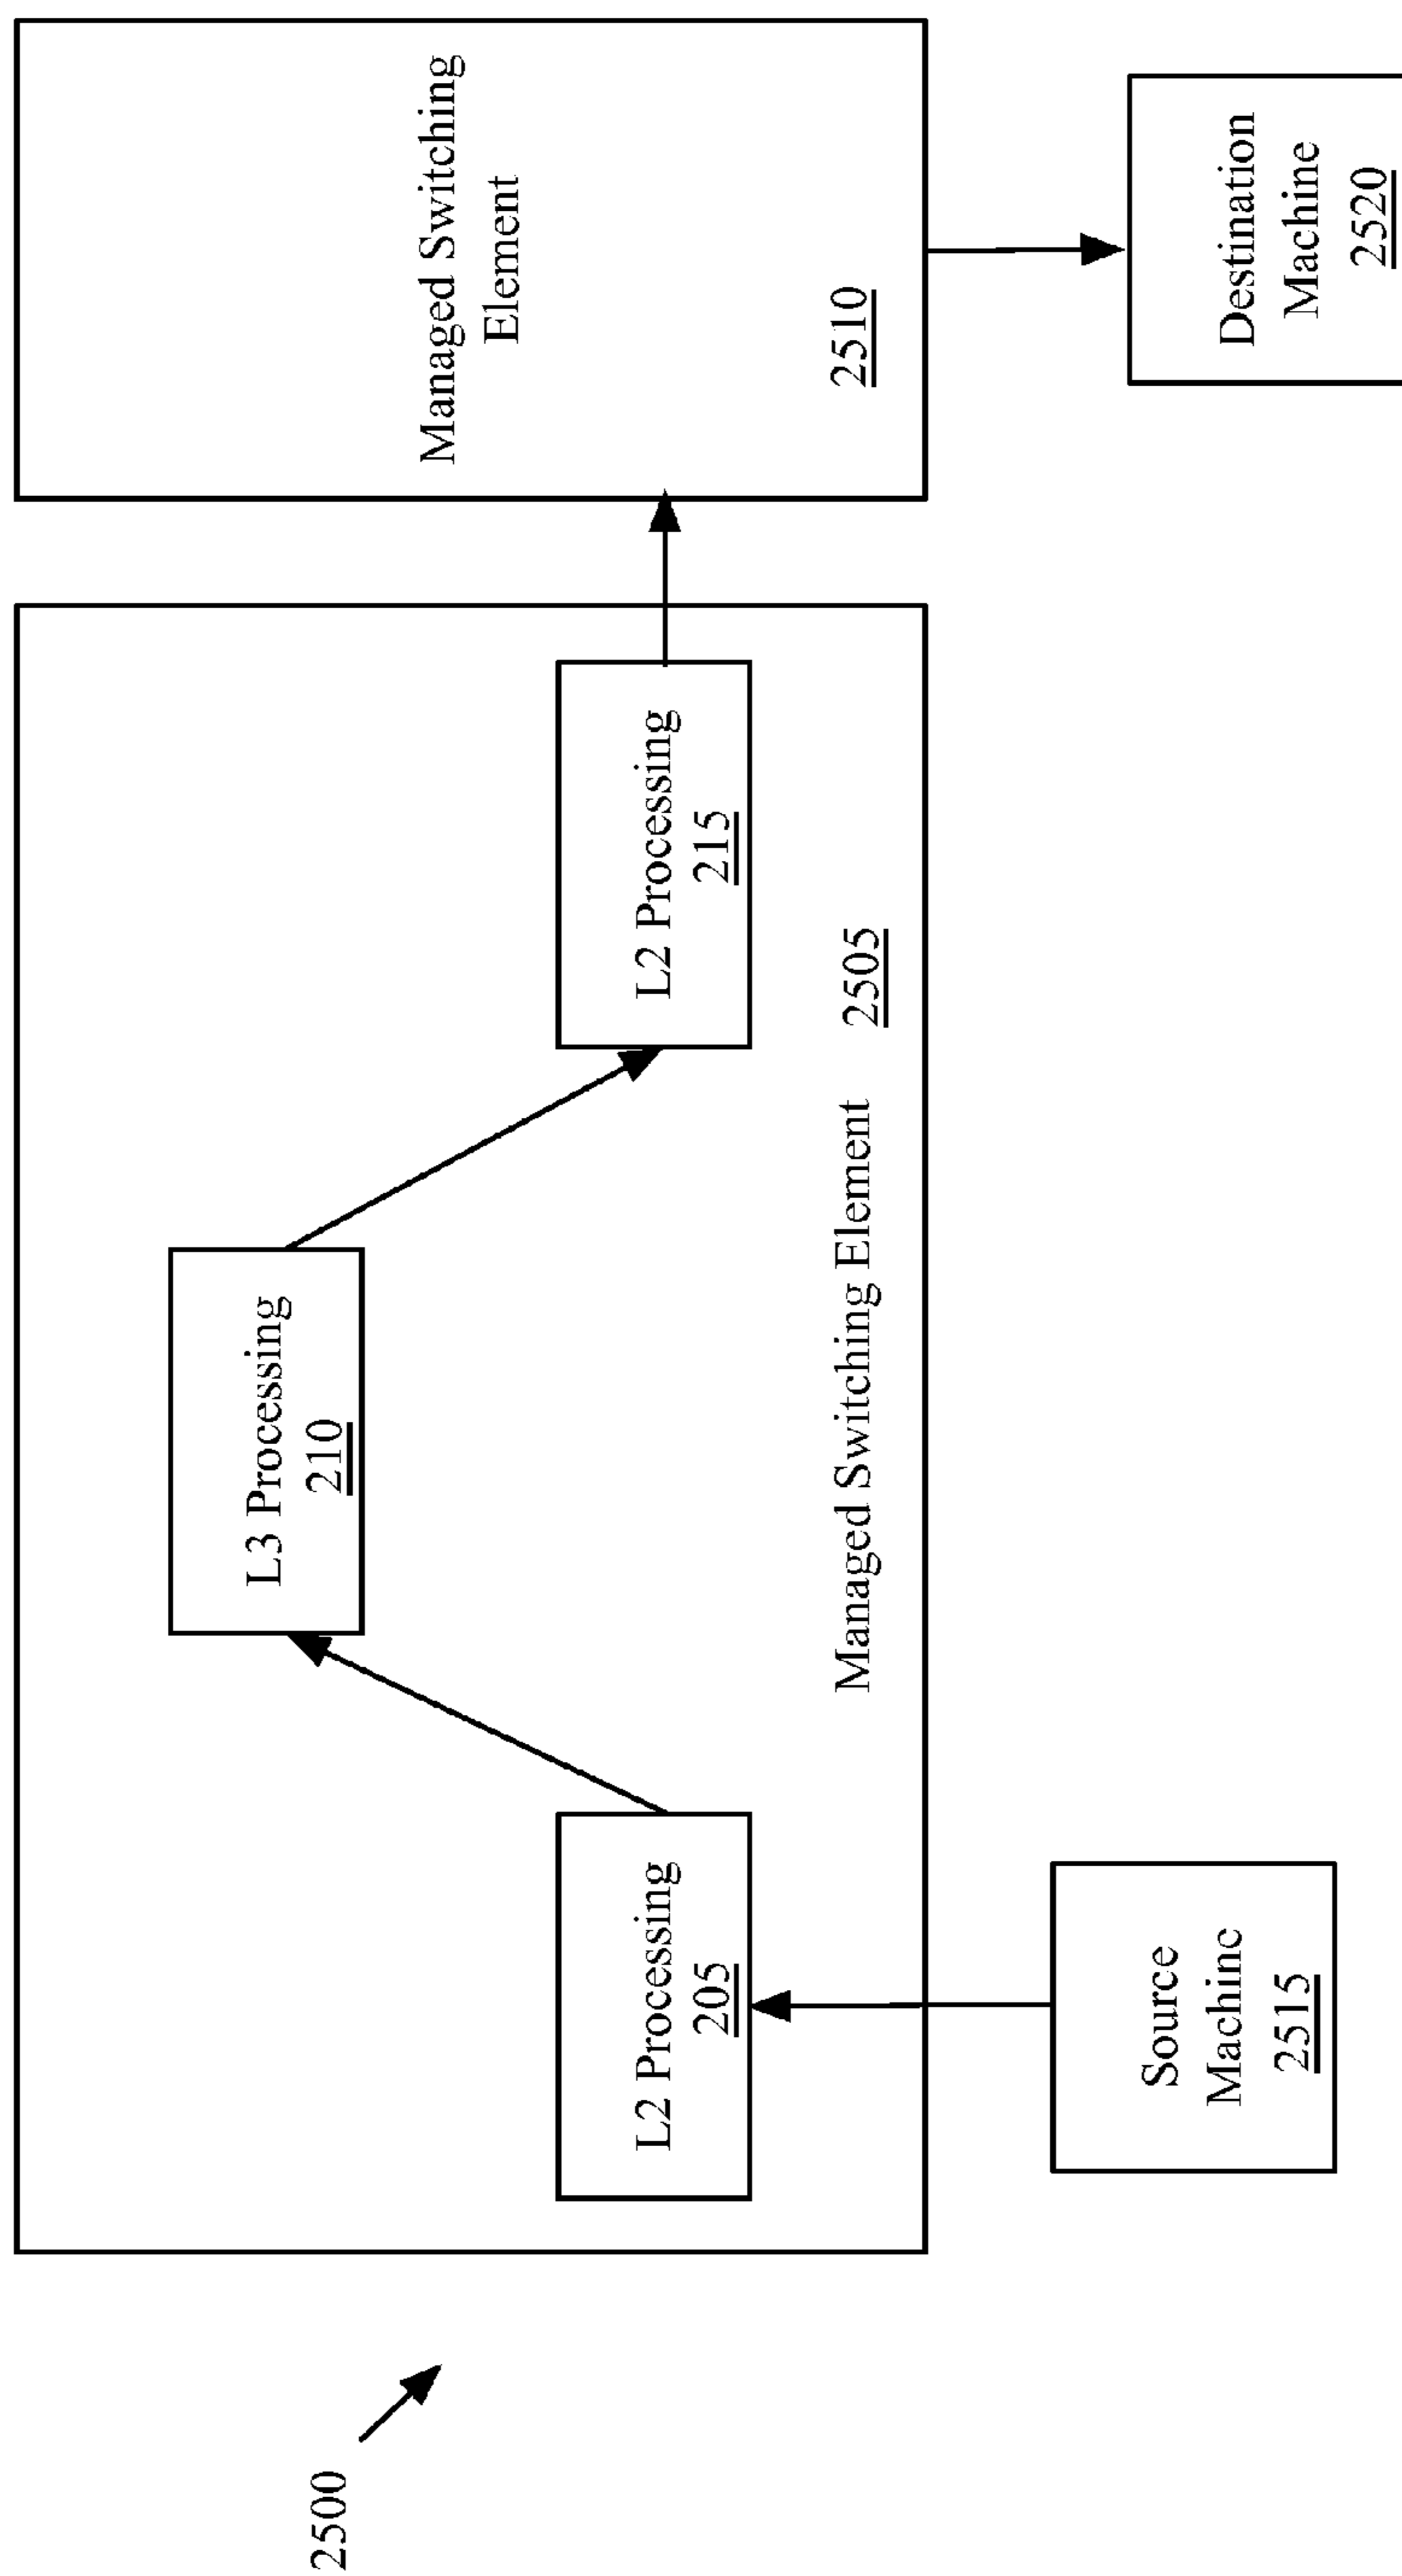 2500
L2 Processing
205
L3 Processing
210
L2 Processing
215
Managed Switching Element
2505
Managed Switching
Element
2510
Source
Machine
2515
Destination
Machine
2520